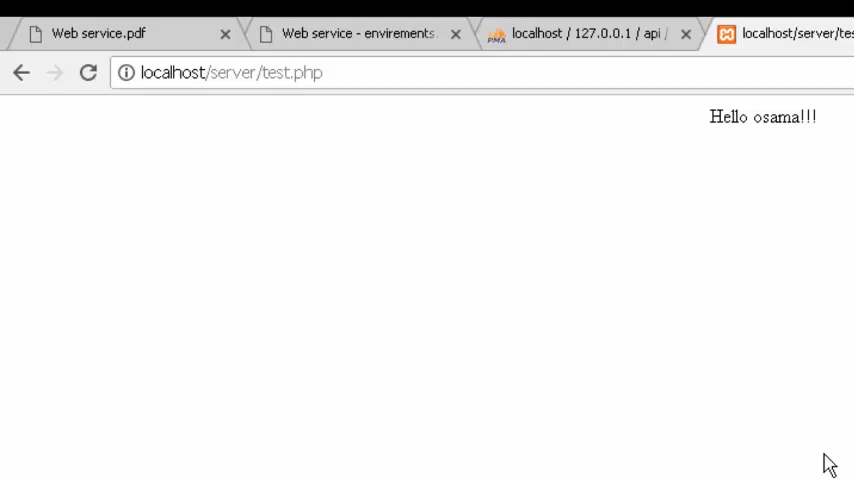 Web service.pdf
Web service - envirements.
localhost / 127.0.0.1 / api /
localhost/server/tes
PMA
localhost/server/test.php
Hello osama!!!